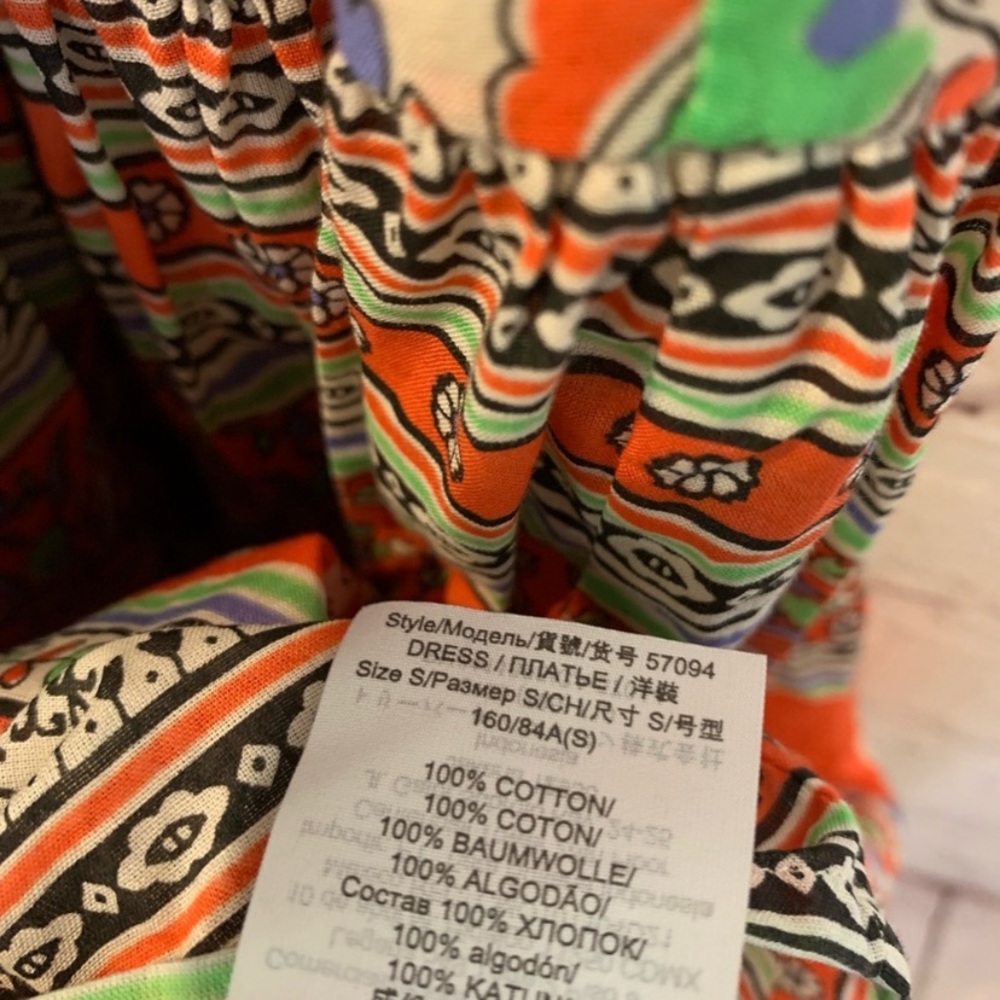 Style/Модель/貨號/货号 57094
DRESS / ПЛАТЬЕ / 洋裝
Size S/Размер S/CH/尺寸 S/号型
160/84A(S)
100% COTTON/
100% COTON/
100% BAUMWOLLE/
100% ALGODÃO/
Состав 100% ХЛОПОК/
100% algodón/
100% KATUN/